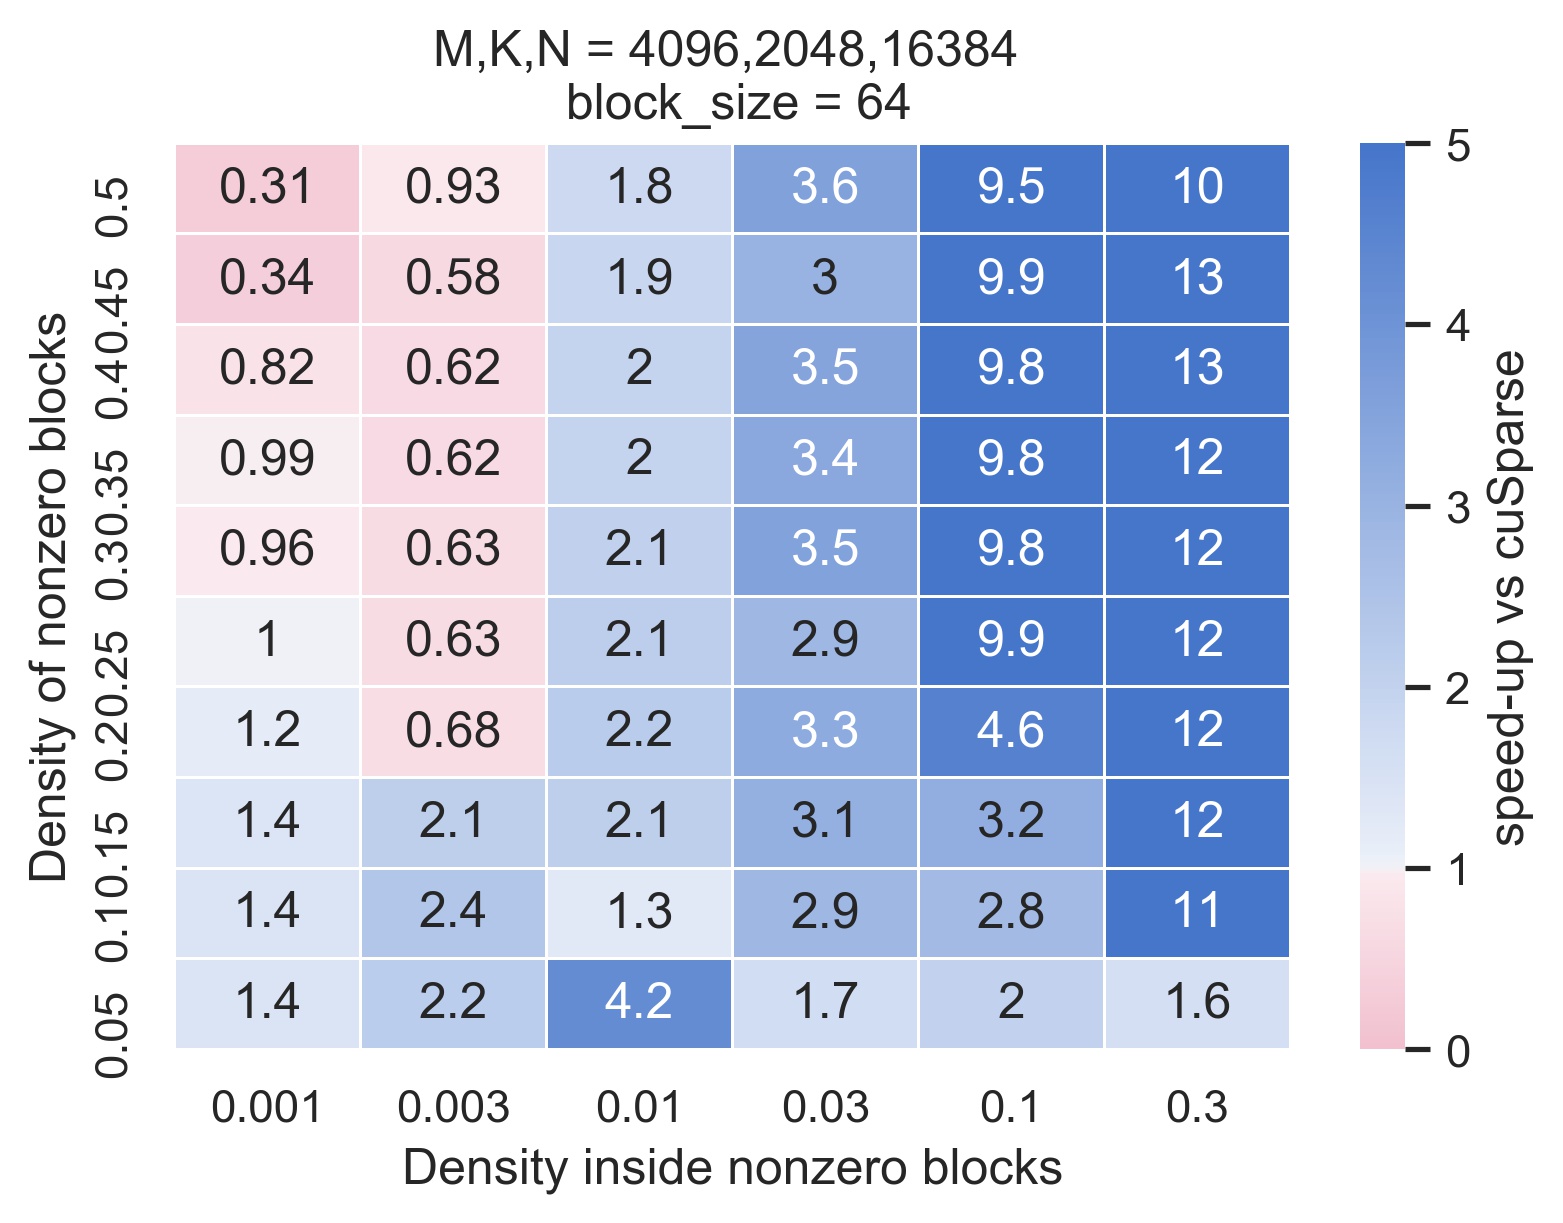 M,K,N = 4096,2048,16384
block_size = 64
Density of nonzero blocks
0.5 0.31 0.93 1.8 3.6 9.5 10
0.45 0.34 0.58 1.9 3 9.9 13
0.4 0.82 0.62 2 3.5 9.8 13
0.35 0.99 0.62 2 3.4 9.8 12
0.30 0.96 0.63 2.1 3.5 9.8 12
0.25 1 0.63 2.1 2.9 9.9 12
0.20 1.2 0.68 2.2 3.3 4.6 12
0.15 1.4 2.1 2.1 3.1 3.2 12
0.10 1.4 2.4 1.3 2.9 2.8 11
0.05 1.4 2.2 4.2 1.7 2 1.6
0.001 0.003 0.01 0.03 0.1 0.3
Density inside nonzero blocks
5
4
3
2
1
0
speed-up vs cuSparse